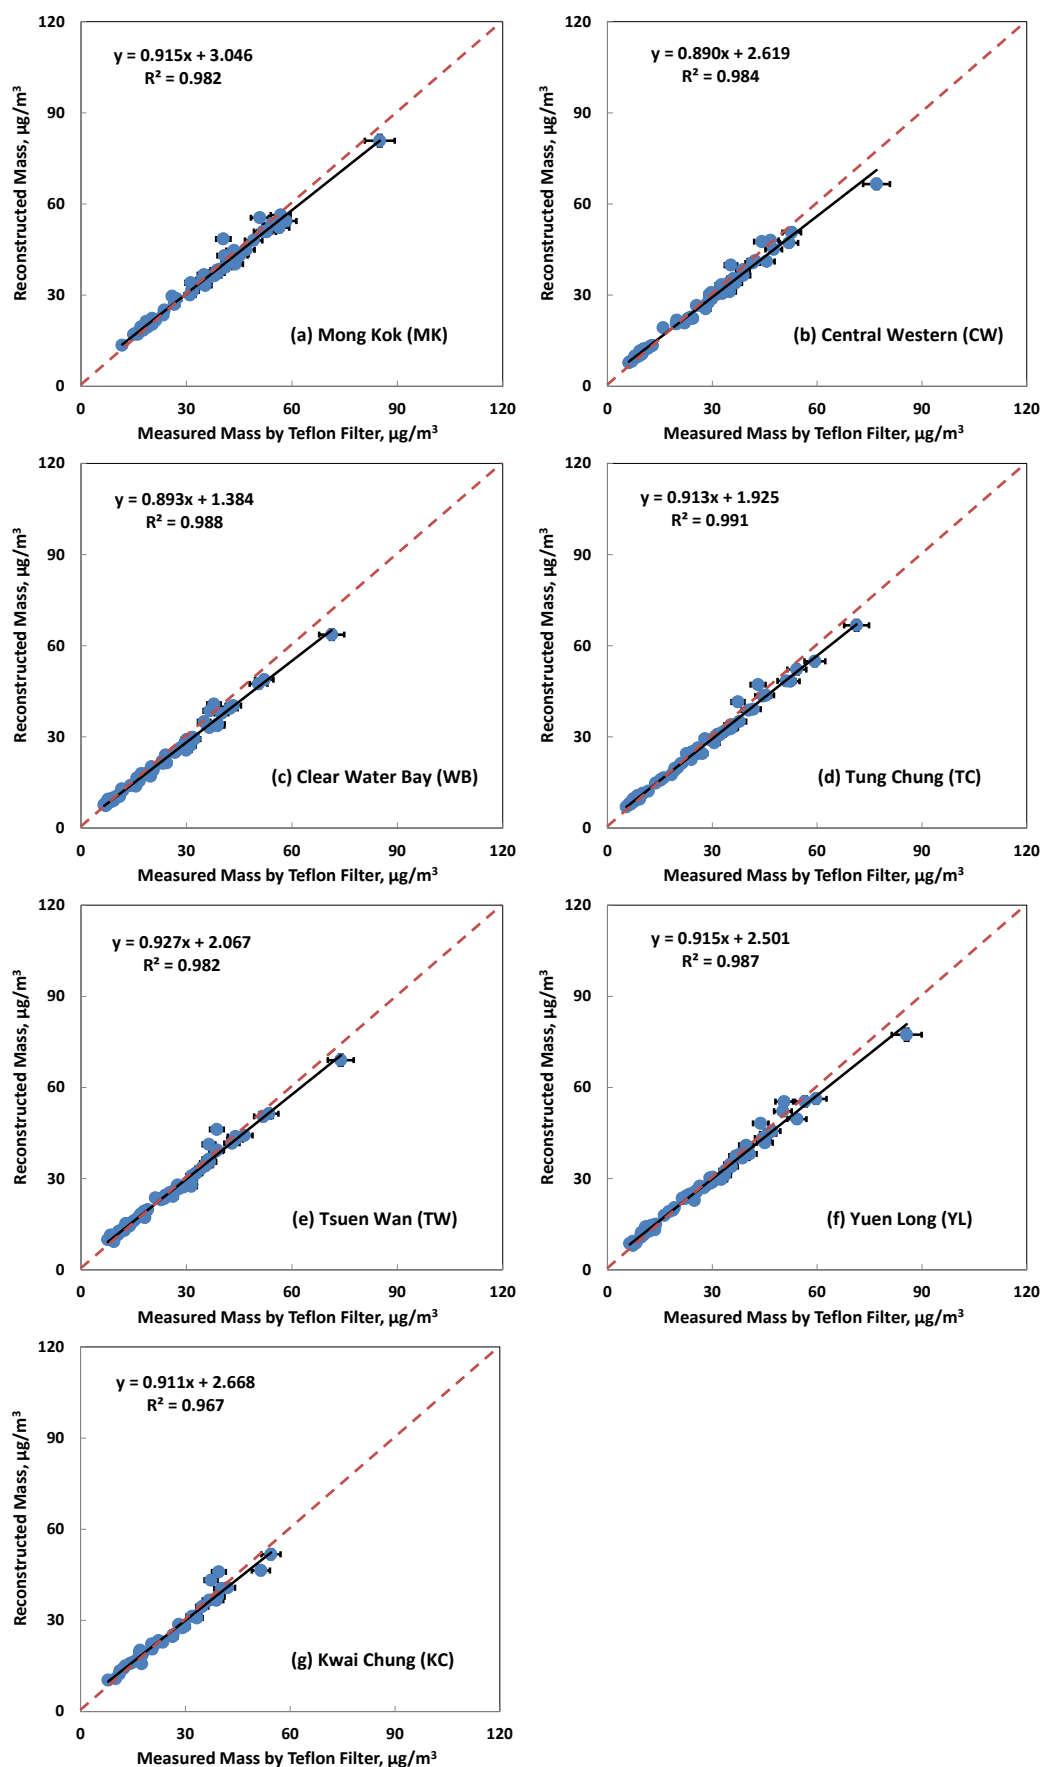 120
90
60
30
0
Reconstructed Mass, µg/m³
y = 0.915x + 3.046
R² = 0.982
(a) Mong Kok (MK)
0 30 60 90 120
Measured Mass by Teflon Filter, µg/m³
120
90
60
30
0
Reconstructed Mass, µg/m³
y = 0.890x + 2.619
R² = 0.984
(b) Central Western (CW)
0 30 60 90 120
Measured Mass by Teflon Filter, µg/m³
120
90
60
30
0
Reconstructed Mass, µg/m³
y = 0.893x + 1.384
R² = 0.988
(c) Clear Water Bay (WB)
0 30 60 90 120
Measured Mass by Teflon Filter, µg/m³
120
90
60
30
0
Reconstructed Mass, µg/m³
y = 0.913x + 1.925
R² = 0.991
(d) Tung Chung (TC)
0 30 60 90 120
Measured Mass by Teflon Filter, µg/m³
120
90
60
30
0
Reconstructed Mass, µg/m³
y = 0.927x + 2.067
R² = 0.982
(e) Tsuen Wan (TW)
0 30 60 90 120
Measured Mass by Teflon Filter, µg/m³
120
90
60
30
0
Reconstructed Mass, µg/m³
y = 0.915x + 2.501
R² = 0.987
(f) Yuen Long (YL)
0 30 60 90 120
Measured Mass by Teflon Filter, µg/m³
120
90
60
30
0
Reconstructed Mass, µg/m³
y = 0.911x + 2.668
R² = 0.967
(g) Kwai Chung (KC)
0 30 60 90 120
Measured Mass by Teflon Filter, µg/m³